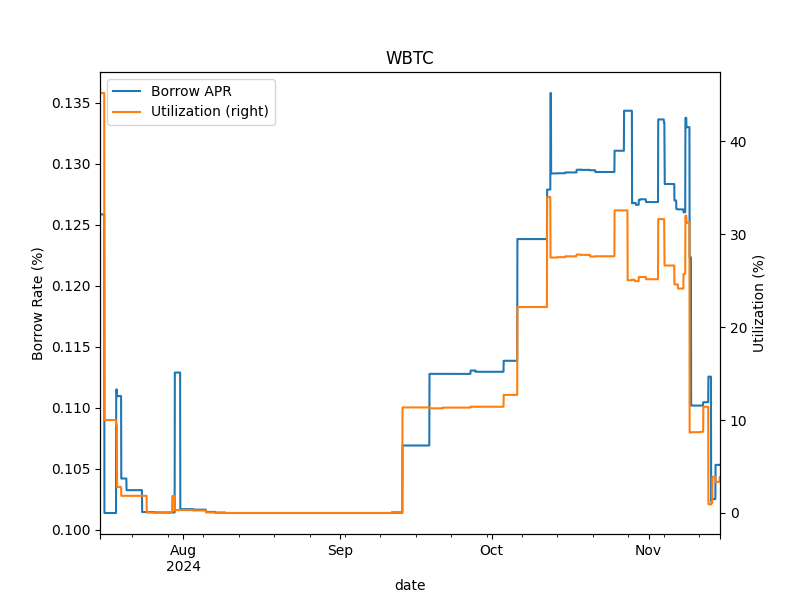 WBTC
Borrow APR
Utilization (right)
Borrow Rate (%)
0.135
0.130
0.125
0.120
0.115
0.110
0.105
0.100
40
30
20
10
0
Utilization (%)
Aug
2024
Sep
Oct
Nov
date